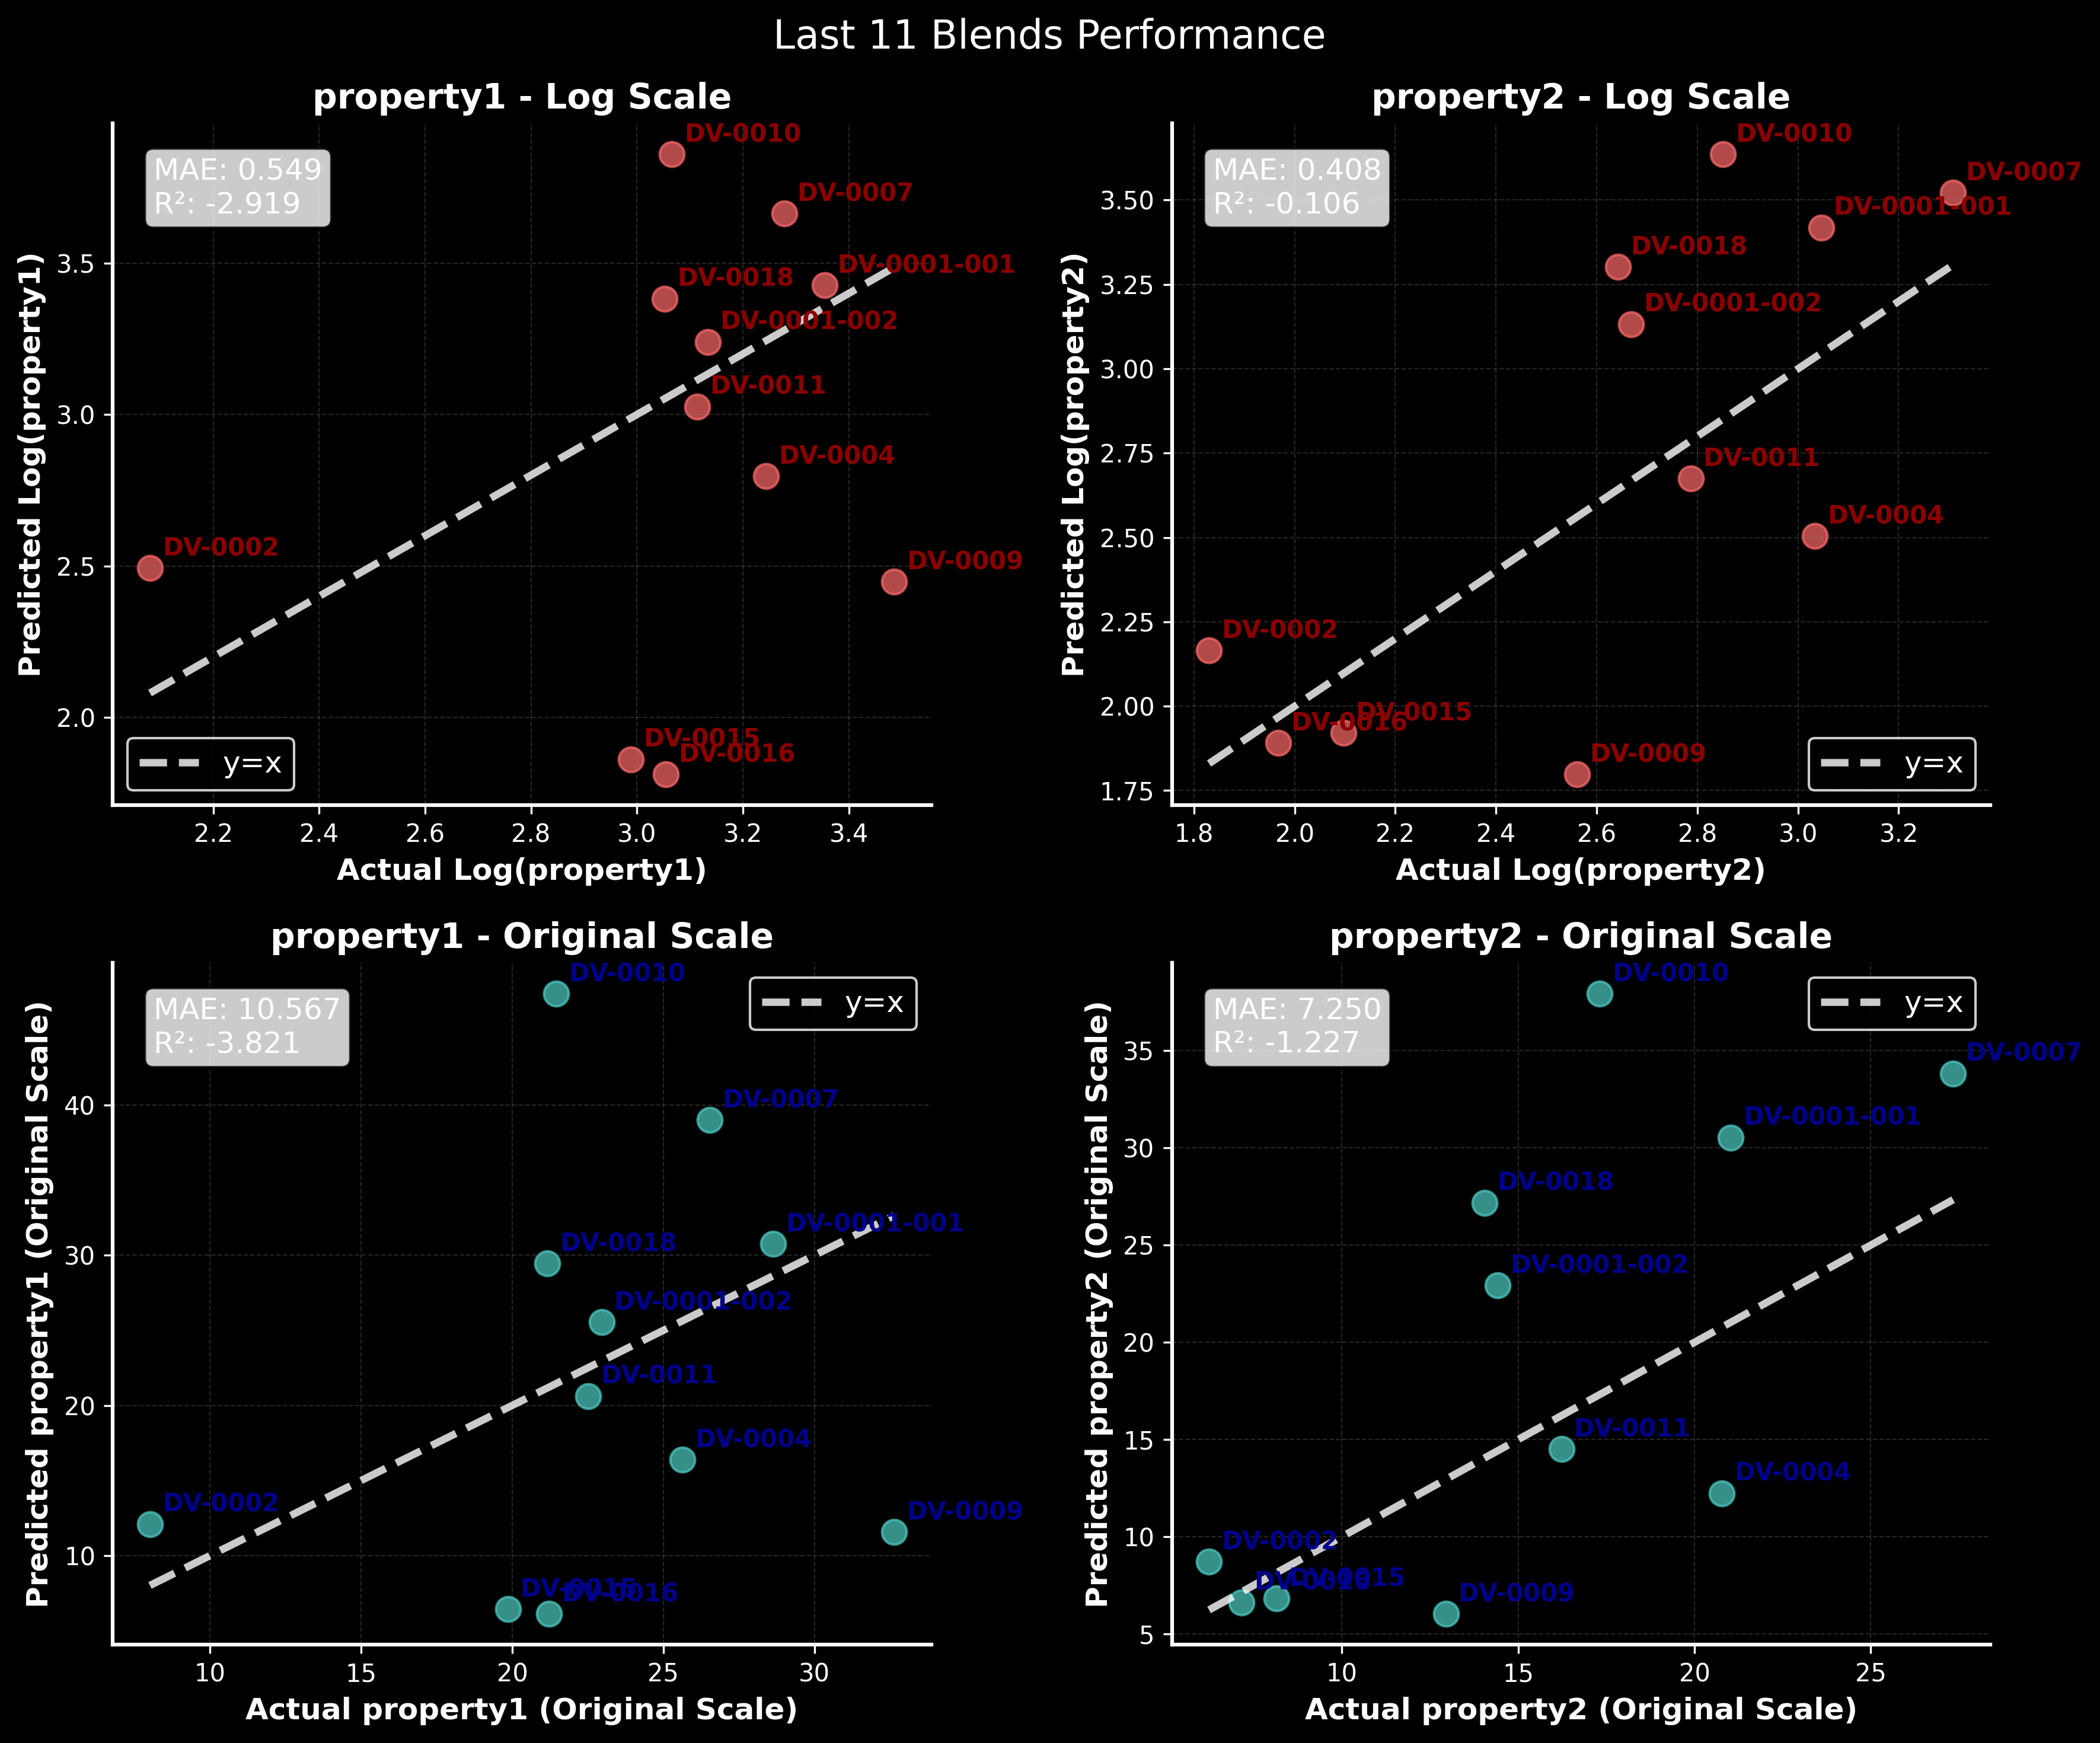 Last 11 Blends Performance
property1 - Log Scale
MAE: 0.549
R²: -2.919
DV-0010
DV-0007
DV-0001-001
DV-0018
DV-0001-002
DV-0011
DV-0004
DV-0002
DV-0009
DV-0015
DV-0016
y=x
3.5
3.0
2.5
2.0
2.2
2.4
2.6
2.8
3.0
3.2
3.4
Predicted Log(property1)
Actual Log(property1)
property2 - Log Scale
MAE: 0.408
R²: -0.106
DV-0010
DV-0007
DV-0001-001
DV-0018
DV-0001-002
DV-0011
DV-0004
DV-0002
DV-0015
DV-0016
DV-0009
y=x
3.50
3.25
3.00
2.75
2.50
2.25
2.00
1.75
1.8
2.0
2.2
2.4
2.6
2.8
3.0
3.2
Predicted Log(property2)
Actual Log(property2)
property1 - Original Scale
MAE: 10.567
R²: -3.821
y=x
DV-0010
DV-0007
DV-0001-001
DV-0018
DV-0001-002
DV-0011
DV-0004
DV-0002
DV-0009
DV-0015
DV-0016
40
30
20
10
10
15
20
25
30
Predicted property1 (Original Scale)
Actual property1 (Original Scale)
property2 - Original Scale
MAE: 7.250
R²: -1.227
y=x
DV-0010
DV-0007
DV-0001-001
DV-0018
DV-0001-002
DV-0011
DV-0004
DV-0002
DV-0015
DV-0016
DV-0009
35
30
25
20
15
10
5
10
15
20
25
Predicted property2 (Original Scale)
Actual property2 (Original Scale)